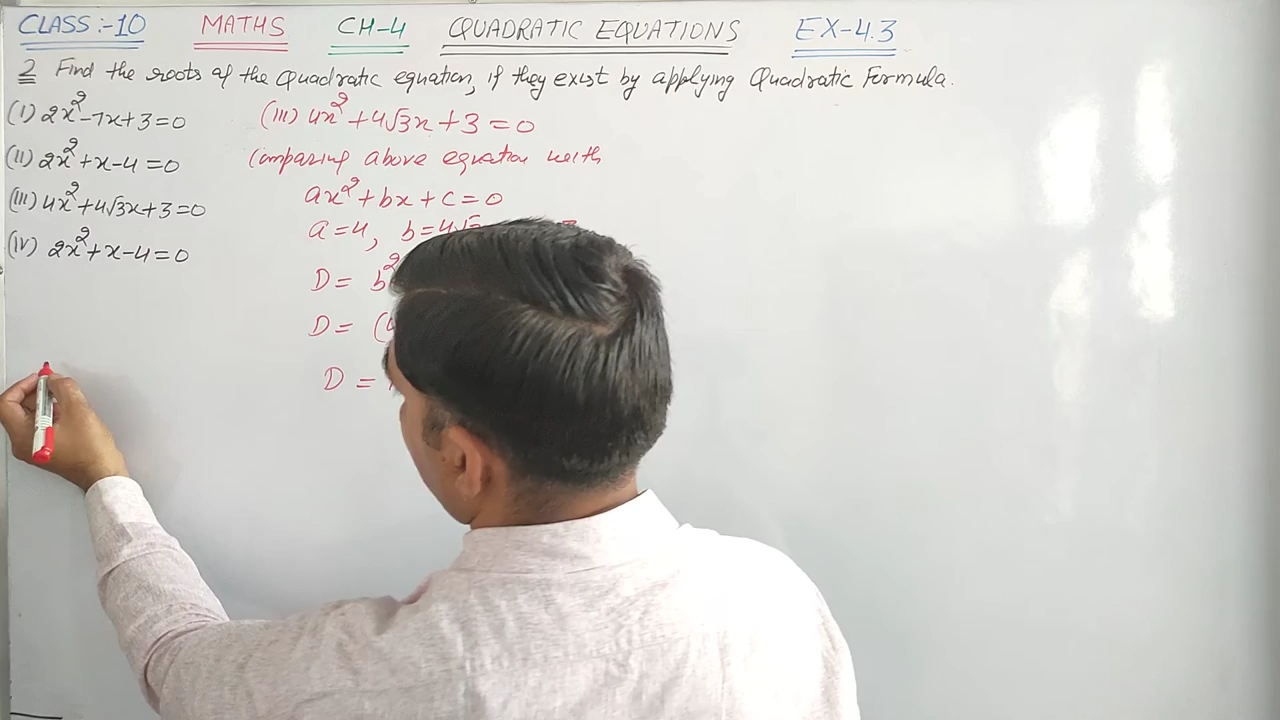 CLASS:-10 MATHS CH-4 QUADRATIC EQUATIONS EX-4.3
2 Find the roots of the Quadratic equation, if they exist by applying Quadratic Formula.
(I) 2x²-7x+3=0
(II) 2x²+x-4=0
(III) 4x²+4√3x+3=0
(IV) 2x²+x-4=0
(III) 4x²+4√3x+3=0
Comparing above equation with
ax²+bx+c=0
a=4, b=4√
D= b²
D= (4
D =